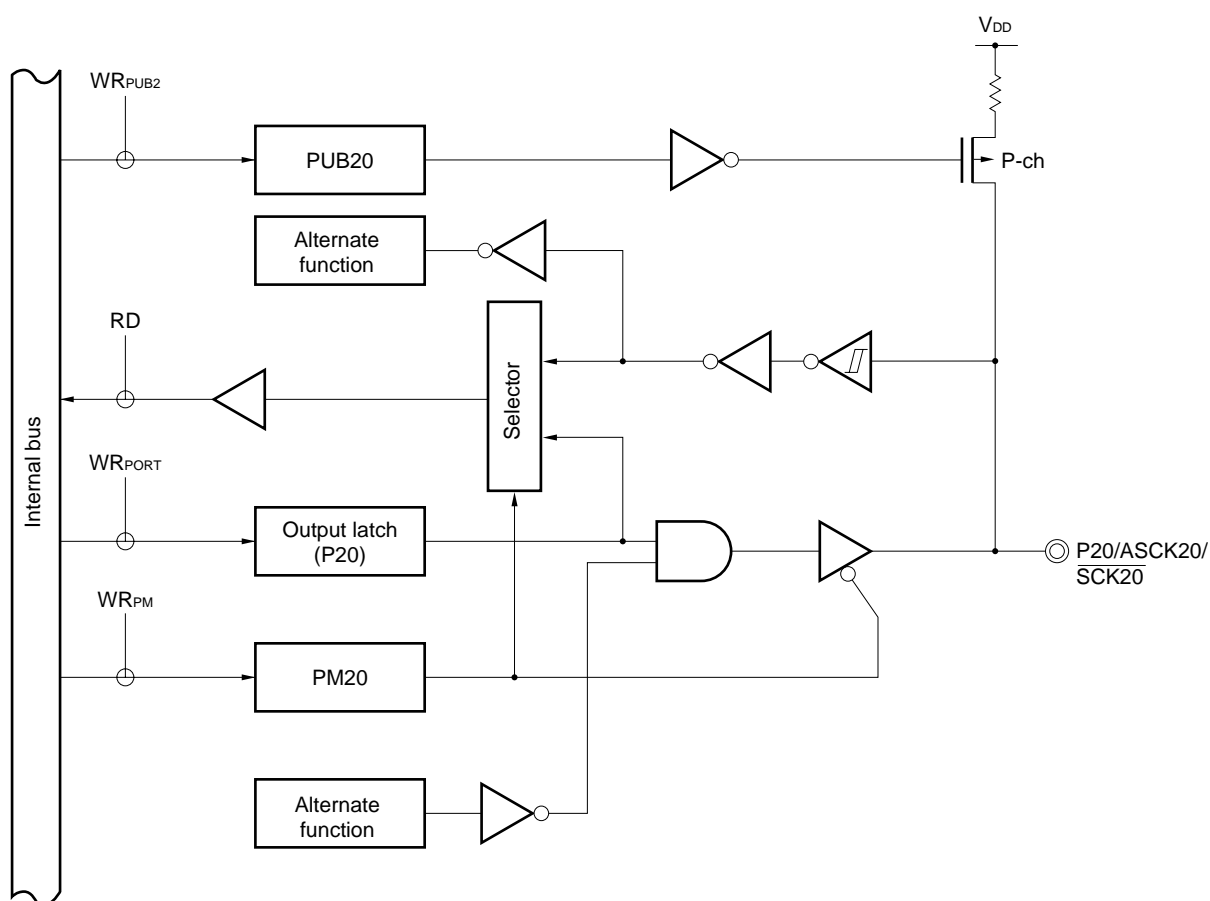 VDD
WRPUB2
PUB20
P-ch
Alternate
function
RD
Selector
Internal bus
WRPORT
Output latch
(P20)
P20/ASCK20/
SCK20
WRPM
PM20
Alternate
function